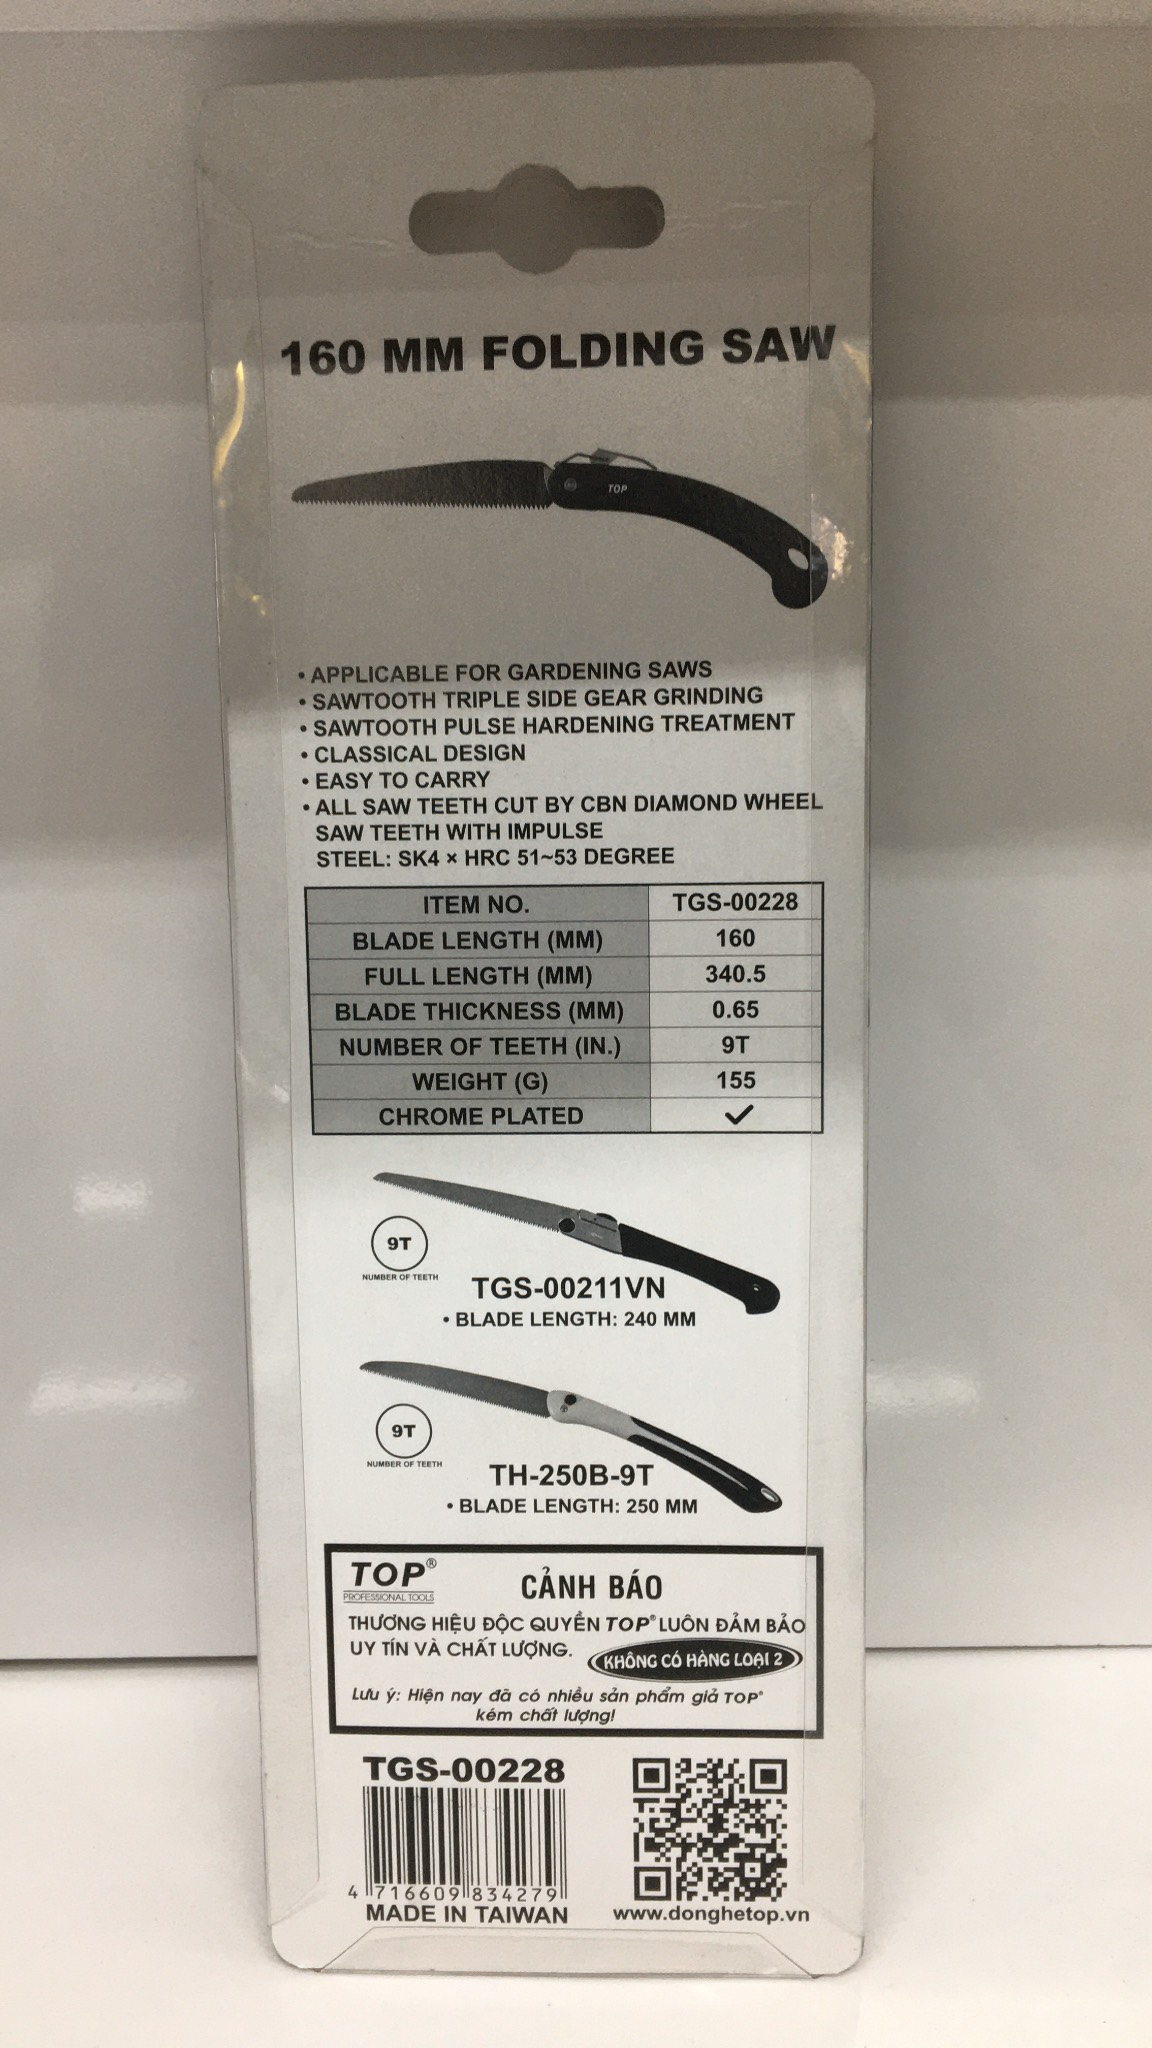 160 MM FOLDING SAW
TOP
• APPLICABLE FOR GARDENING SAWS
• SAWTOOTH TRIPLE SIDE GEAR GRINDING
• SAWTOOTH PULSE HARDENING TREATMENT
• CLASSICAL DESIGN
• EASY TO CARRY
• ALL SAW TEETH CUT BY CBN DIAMOND WHEEL
SAW TEETH WITH IMPULSE
STEEL: SK4 × HRC 51~53 DEGREE
ITEM NO. TGS-00228
BLADE LENGTH (MM) 160
FULL LENGTH (MM) 340.5
BLADE THICKNESS (MM) 0.65
NUMBER OF TEETH (IN.) 9T
WEIGHT (G) 155
CHROME PLATED ✓
9T
NUMBER OF TEETH
TGS-00211VN
• BLADE LENGTH: 240 MM
9T
NUMBER OF TEETH
TH-250B-9T
• BLADE LENGTH: 250 MM
TOP®
PROFESSIONAL TOOLS
CẢNH BÁO
THƯƠNG HIỆU ĐỘC QUYỀN TOP® LUÔN ĐẢM BẢO
UY TÍN VÀ CHẤT LƯỢNG. KHÔNG CÓ HÀNG LOẠI 2
Lưu ý: Hiện nay đã có nhiều sản phẩm giả TOP®
kém chất lượng!
TGS-00228
4 716609 834279
MADE IN TAIWAN
www.donghetop.vn